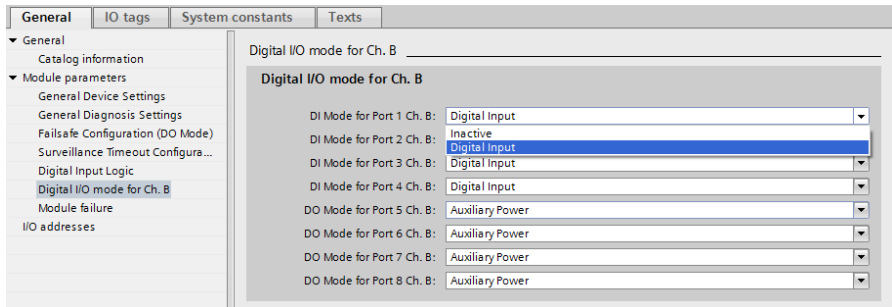 General IO tags System constants Texts
General
Catalog information
Module parameters
General Device Settings
General Diagnosis Settings
Failsafe Configuration (DO Mode)
Surveillance Timeout Configura...
Digital Input Logic
Digital I/O mode for Ch. B
Module failure
I/O addresses
Digital I/O mode for Ch. B
Digital I/O mode for Ch. B
DI Mode for Port 1 Ch. B: Digital Input
Inactive
DI Mode for Port 2 Ch. B: Digital Input
DI Mode for Port 3 Ch. B: Digital Input
DI Mode for Port 4 Ch. B: Digital Input
DO Mode for Port 5 Ch. B: Auxiliary Power
DO Mode for Port 6 Ch. B: Auxiliary Power
DO Mode for Port 7 Ch. B: Auxiliary Power
DO Mode for Port 8 Ch. B: Auxiliary Power